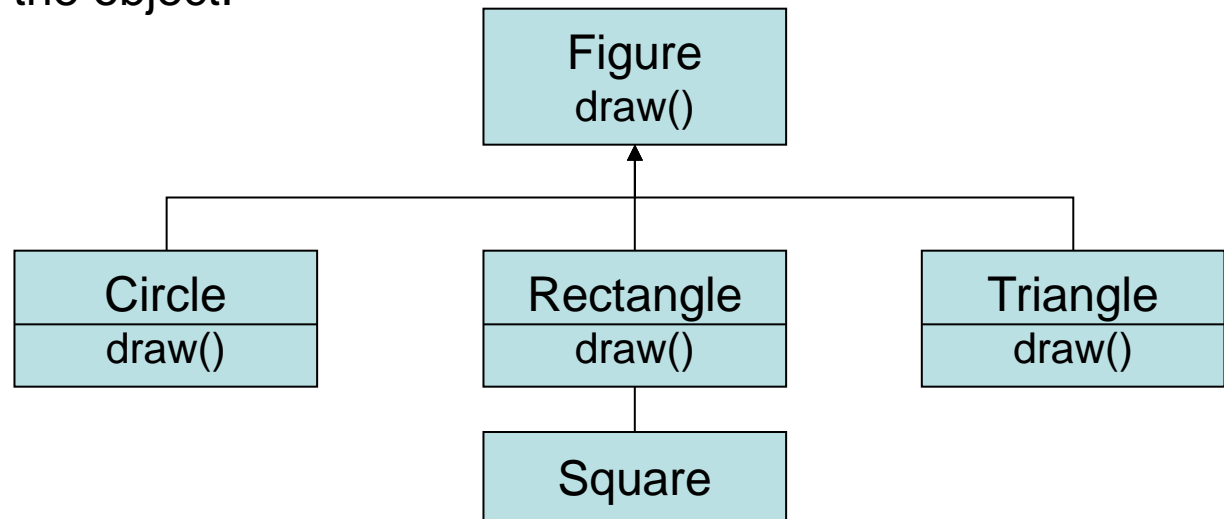 the object.
Figure
draw()
Circle
draw()
Rectangle
draw()
Triangle
draw()
Square